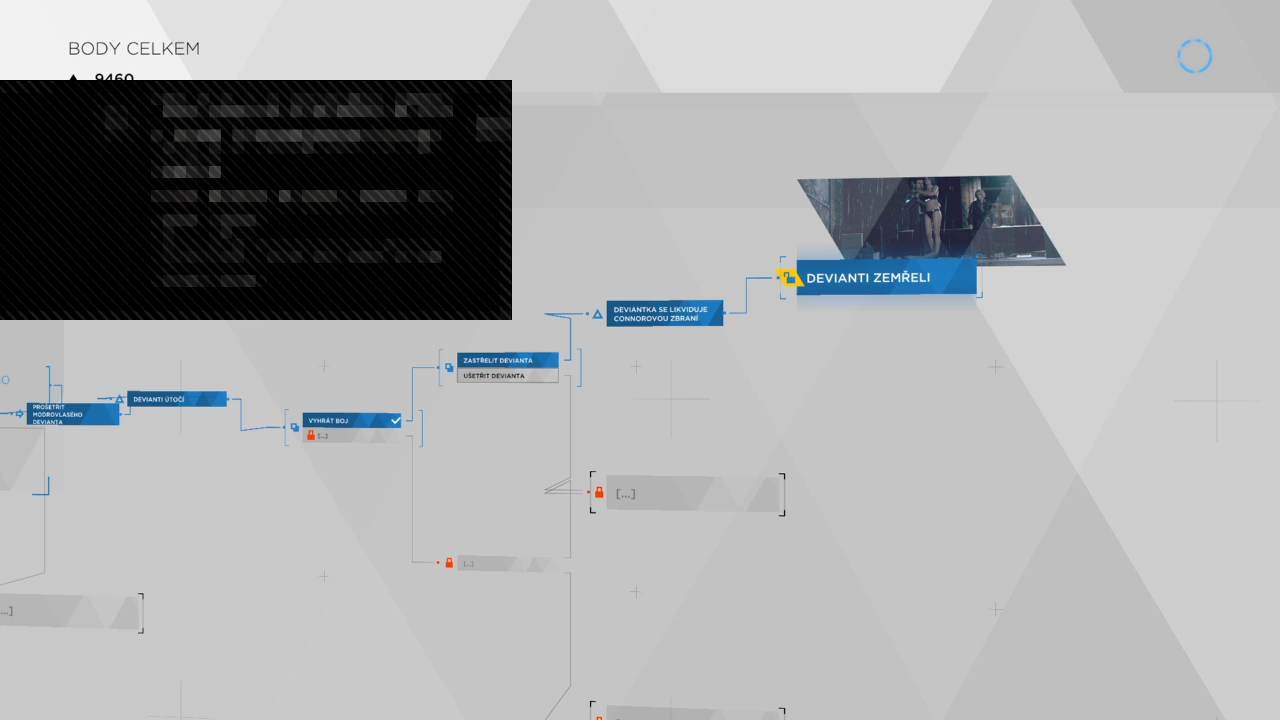 BODY CELKEM
9460
DEVIANTI ZEMŘELI
DEVIANTKA SE LIKVIDUJE
CONNOROVOU ZBRANÍ
ZASTŘELIT DEVIANTA
UŠETŘIT DEVIANTA
DEVIANTI ÚTOČÍ
PROŠETŘIT
MODROVLASÉHO
DEVIANTA
VYHRÁT BOJ
[...]
[...]
[...]
...]